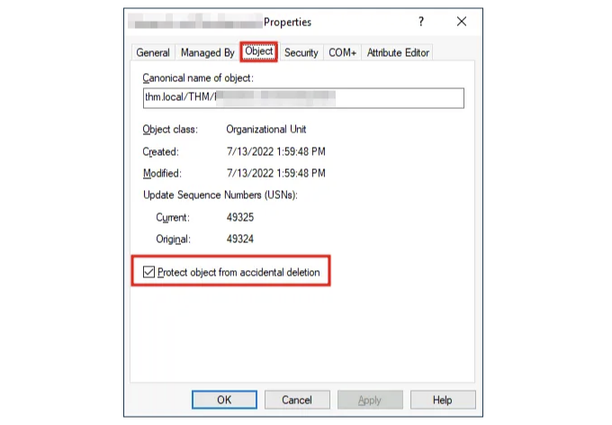 Properties
?
General Managed By Object Security COM+ Attribute Editor
Canonical name of object:
thm.local/THM/
Object class: Organizational Unit
Created: 7/13/2022 1:59:48 PM
Modified: 7/13/2022 1:59:48 PM
Update Sequence Numbers (USNs):
Current: 49325
Original: 49324
Protect object from accidental deletion
OK Cancel Apply Help